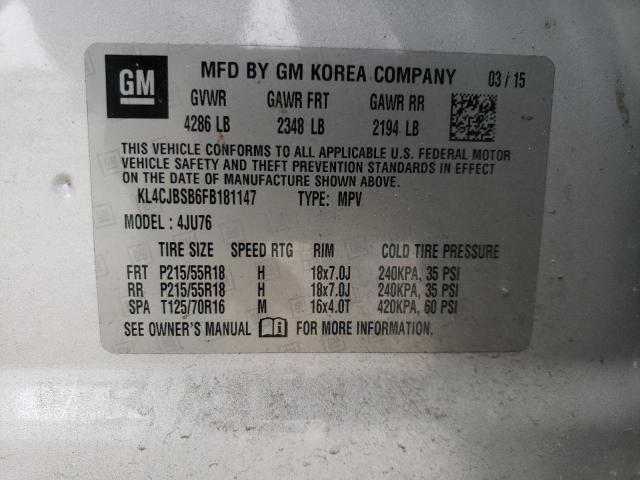 GM MFD BY GM KOREA COMPANY 03/15
GVWR GAWR FRT GAWR RR
4286 LB 2348 LB 2194 LB
THIS VEHICLE CONFORMS TO ALL APPLICABLE U.S. FEDERAL MOTOR
VEHICLE SAFETY AND THEFT PREVENTION STANDARDS IN EFFECT
ON THE DATE OF MANUFACTURE SHOWN ABOVE.
KL4CJBSB6FB181147 TYPE: MPV
MODEL: 4JU76
TIRE SIZE SPEED RTG RIM COLD TIRE PRESSURE
FRT P215/55R18 H 18x7.0J 240KPA, 35 PSI
RR P215/55R18 H 18x7.0J 240KPA, 35 PSI
SPA T125/70R16 M 16x4.0T 420KPA, 60 PSI
SEE OWNER'S MANUAL FOR MORE INFORMATION.